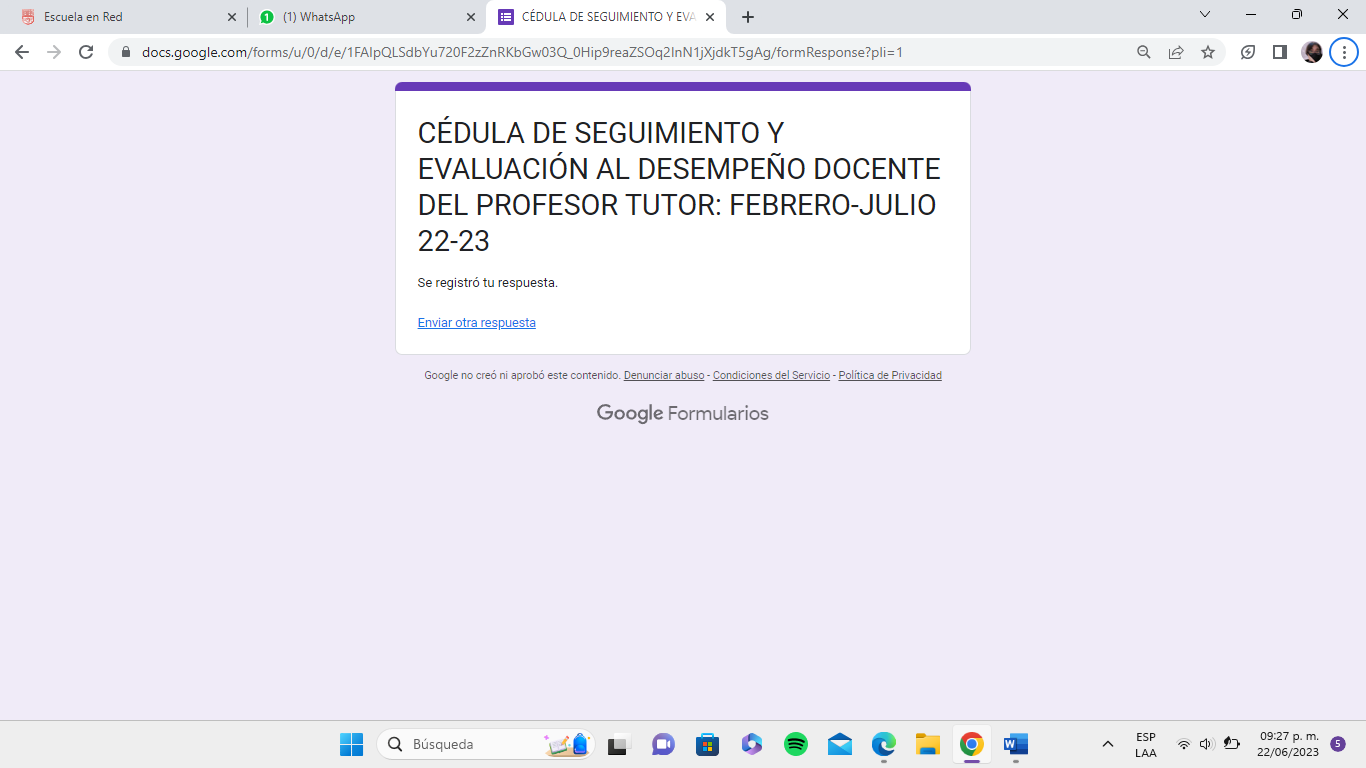 Escuela en Red
(1) WhatsApp
CÉDULA DE SEGUIMIENTO Y EVA
docs.google.com/forms/u/0/d/e/1FAIpQLSdbYu720F2zZnRKbGw03Q_0Hip9reaZSOq2InN1jXjdkT5gAg/formResponse?pli=1
CÉDULA DE SEGUIMIENTO Y
EVALUACIÓN AL DESEMPEÑO DOCENTE
DEL PROFESOR TUTOR: FEBRERO-JULIO
22-23
Se registró tu respuesta.
Enviar otra respuesta
Google no creó ni aprobó este contenido. Denunciar abuso - Condiciones del Servicio - Política de Privacidad
Google Formularios
Búsqueda
ESP
LAA
09:27 p. m.
22/06/2023
5